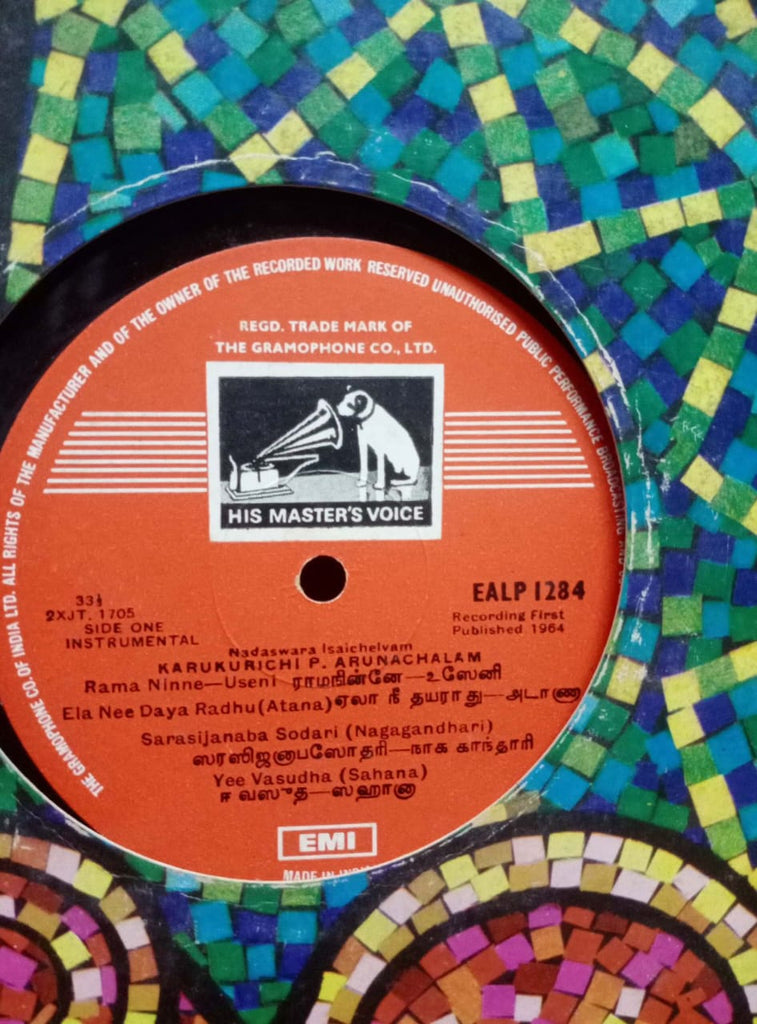 THE GRAMOPHONE CO. OF INDIA LTD. ALL RIGHTS OF THE MANUFACTURER AND OF THE OWNER OF THE RECORDED WORK RESERVED UNAUTHORISED PUBLIC PERFORMANCE BROADCASTING
REGD. TRADE MARK OF
THE GRAMOPHONE CO., LTD.
HIS MASTER'S VOICE
33⅓
2XJT. 1705
SIDE ONE
INSTRUMENTAL
EALP 1284
Recording First
Published 1964
Nadaswara Isaichelvam
KARUKURICHI P. ARUNACHALAM
Rama Ninne—Useni ராமநின்னே—உஸேனி
Ela Nee Daya Radhu (Atana) ஏலா நீ தயராது—அடாணா
Sarasijanaba Sodari (Nagagandhari)
ஸரஸிஜனாபஸோதரி—நாக காந்தாரி
Yee Vasudha (Sahana)
ஈ வஸுத—ஸஹானா
EMI
MADE IN INDIA